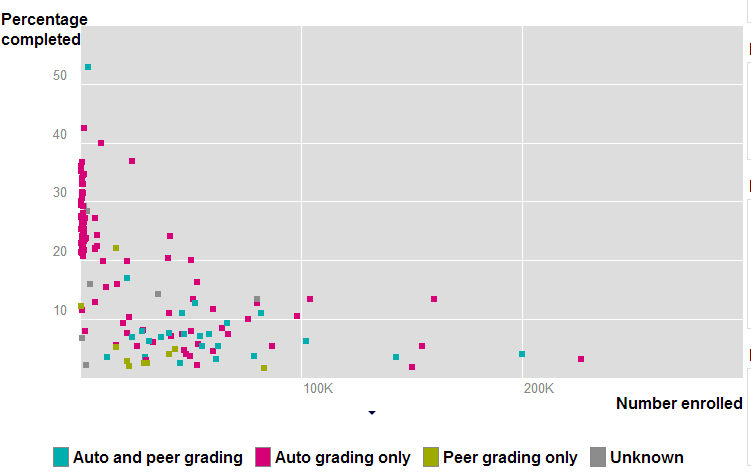 Percentage
completed
50
40
30
20
10
100K
200K
Number enrolled
Auto and peer grading
Auto grading only
Peer grading only
Unknown